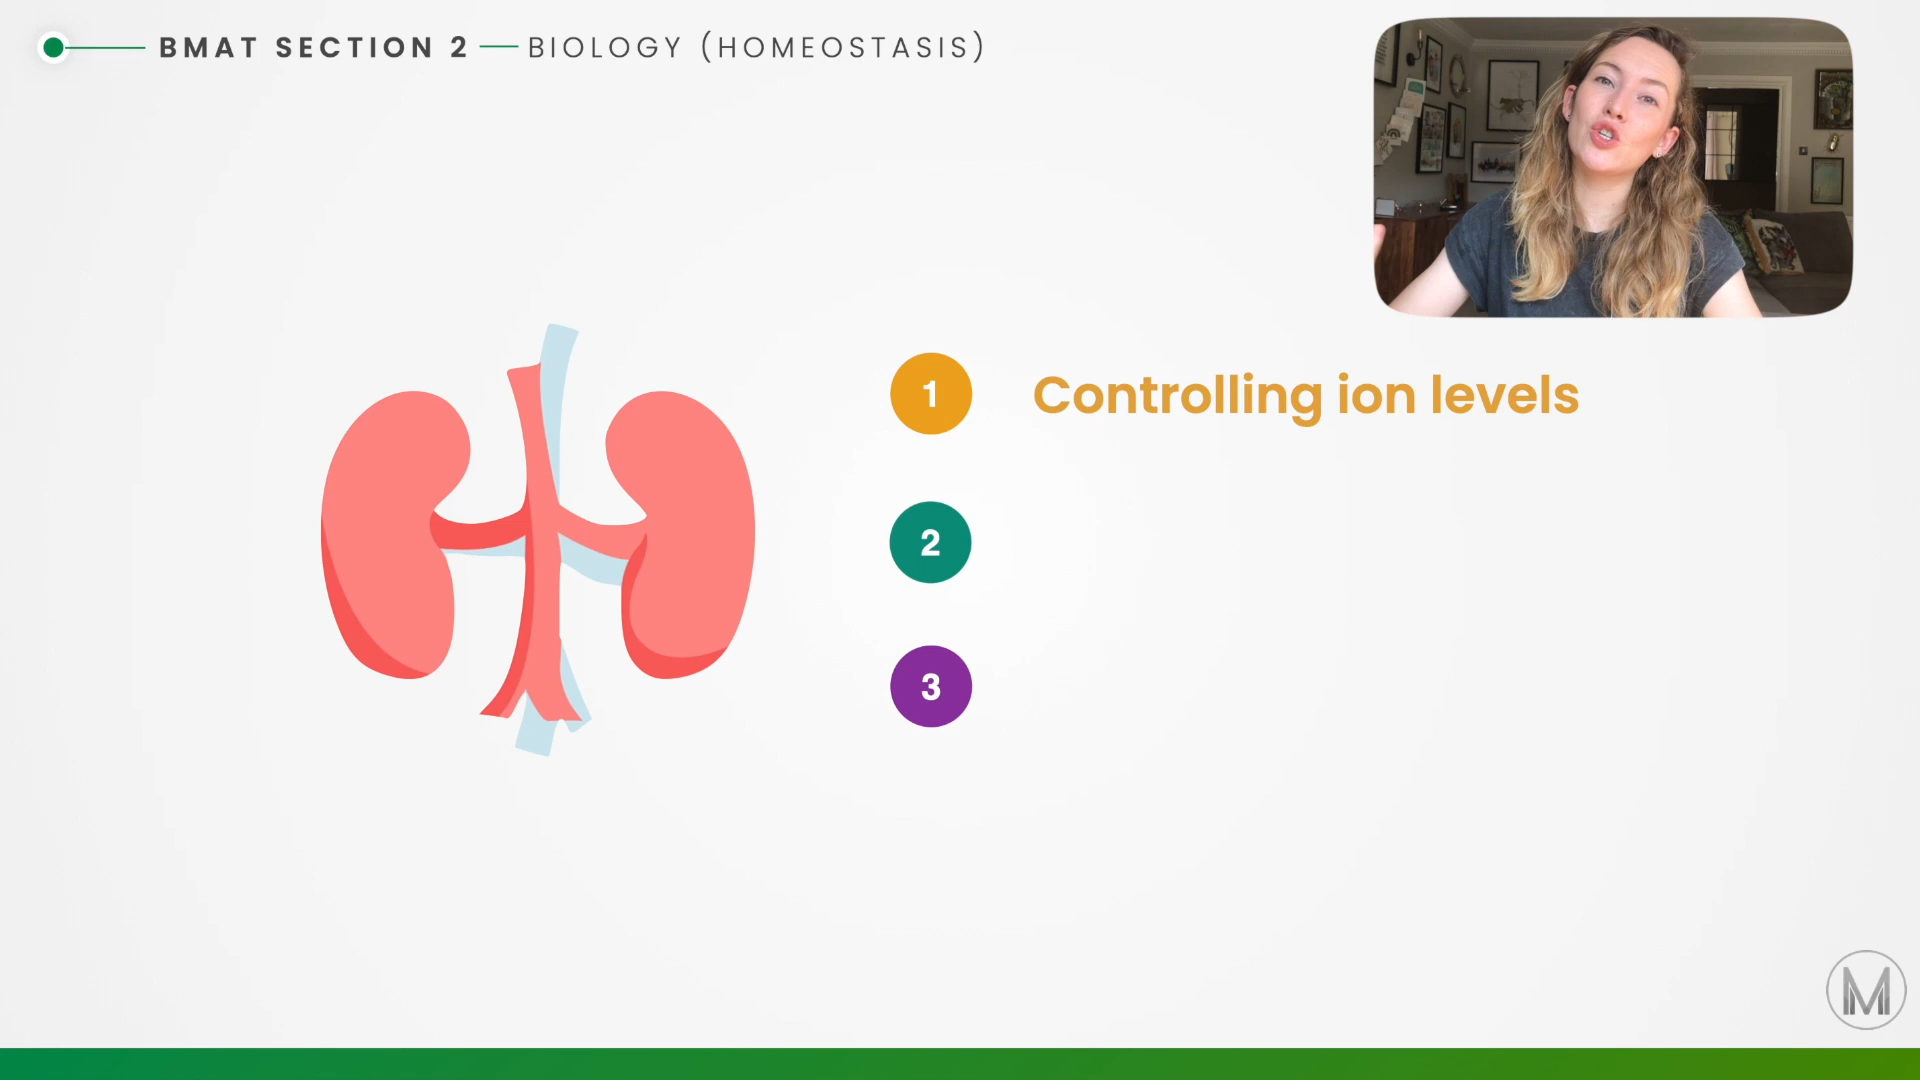 BMAT SECTION 2 — BIOLOGY (HOMEOSTASIS)
1 Controlling ion levels
2
3
M